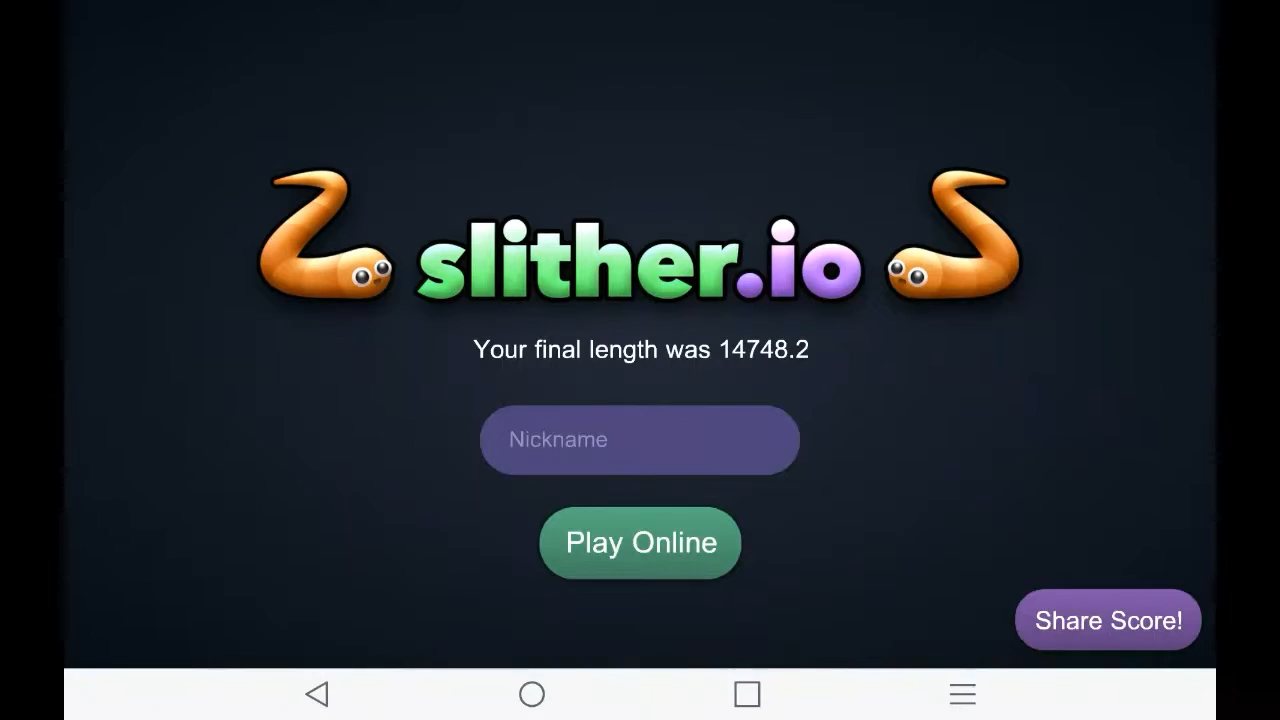 slither.io
Your final length was 14748.2
Nickname
Play Online
Share Score!